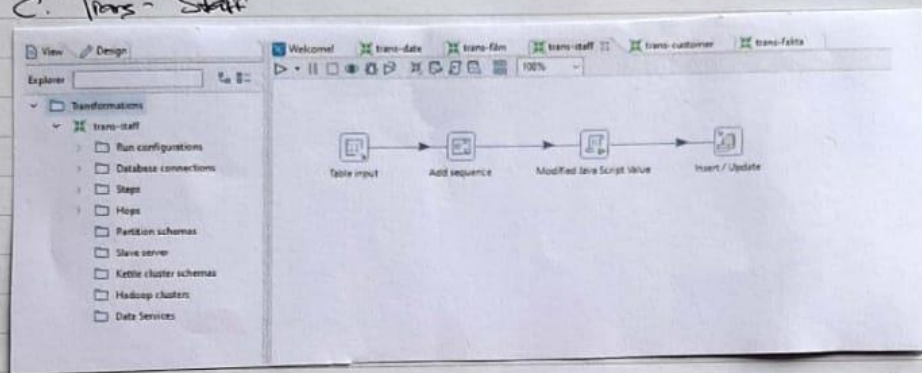 C. Trans - Staff
View Design
Welcome! trans-date trans-film trans-staff trans-customer trans-fakta
Explorer
100%
Transformations
trans-staff
Run configurations
Database connections
Steps
Hops
Partition schemas
Slave server
Kettle cluster schemas
Hadoop clusters
Data Services
Table input Add sequence Modified Java Script Value Insert / Update